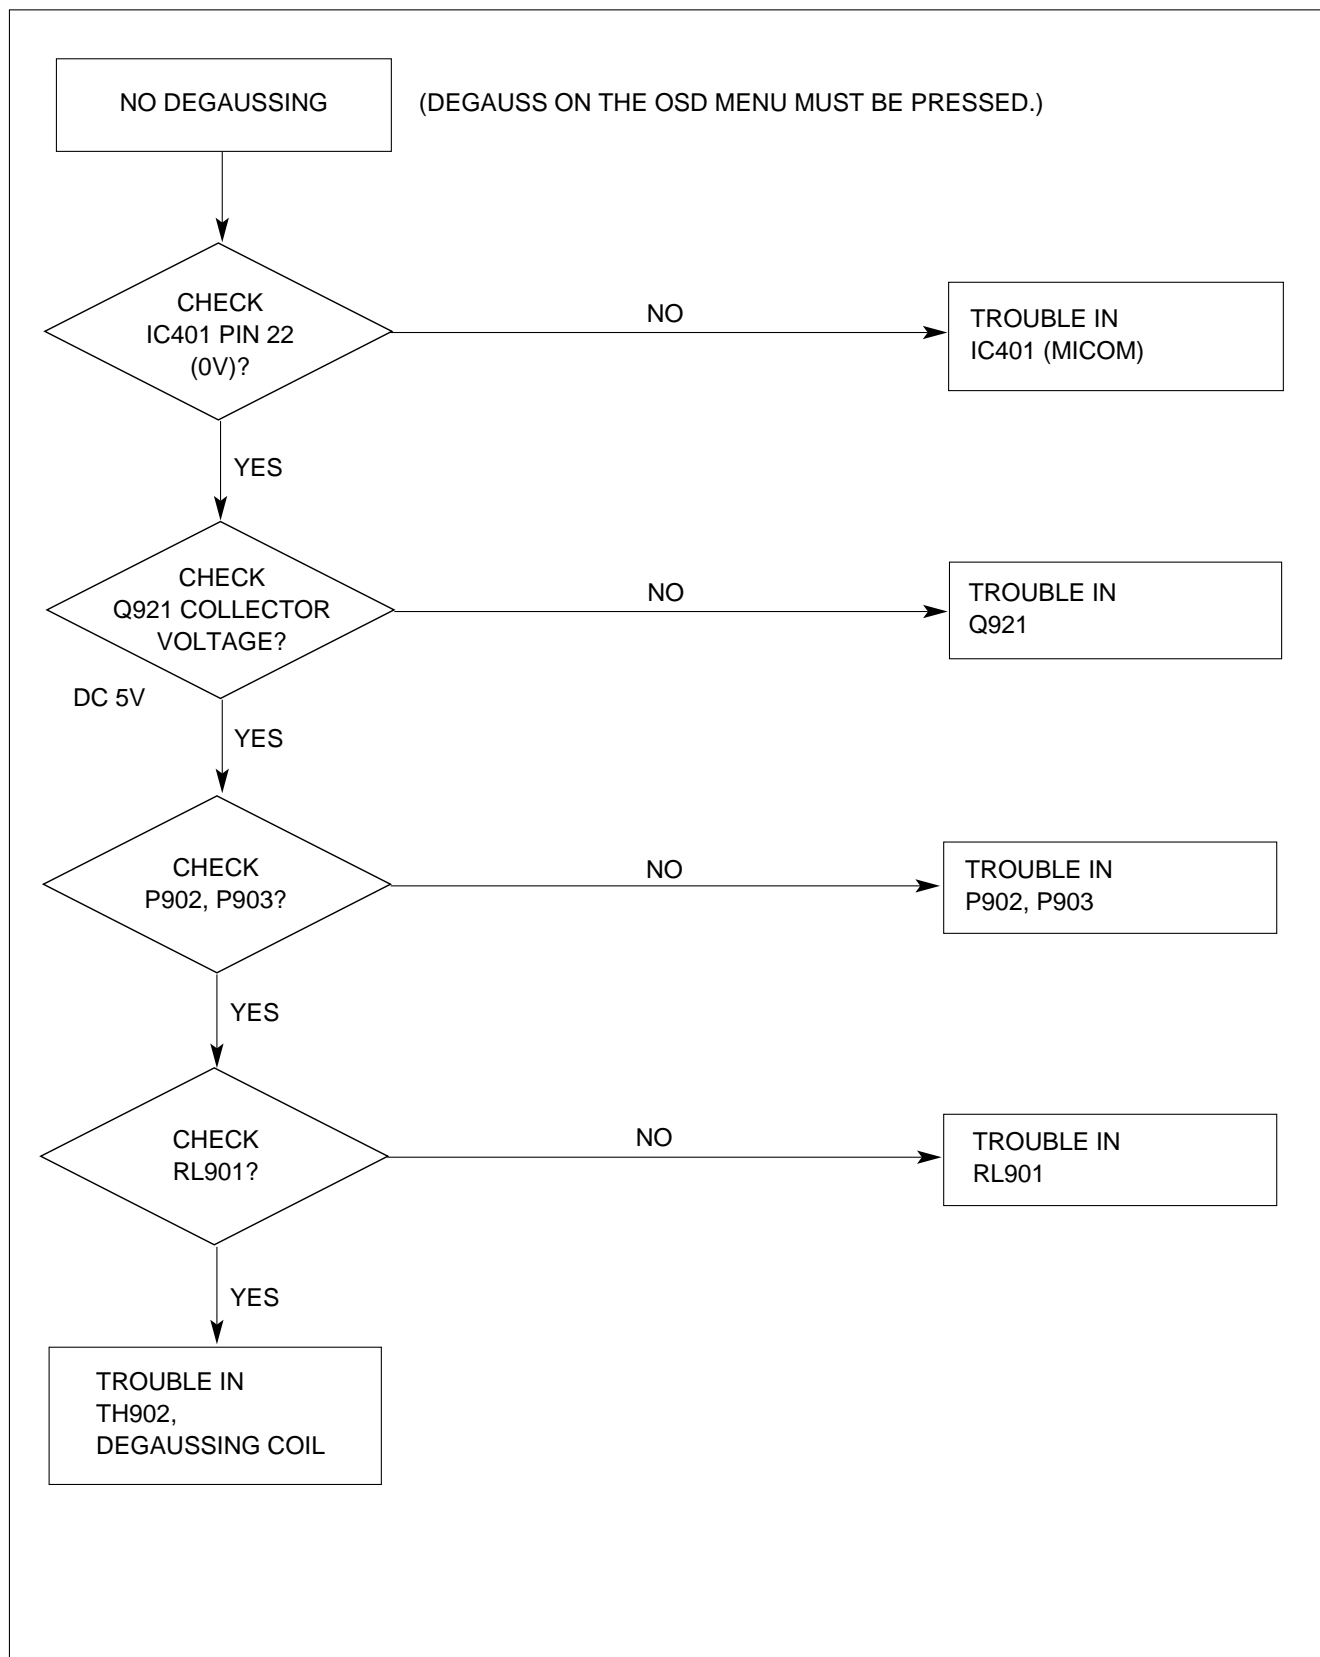 NO DEGAUSSING
(DEGAUSS ON THE OSD MENU MUST BE PRESSED.)
CHECK
IC401 PIN 22
(0V)?
NO
TROUBLE IN
IC401 (MICOM)
YES
CHECK
Q921 COLLECTOR
VOLTAGE?
DC 5V
NO
TROUBLE IN
Q921
YES
CHECK
P902, P903?
NO
TROUBLE IN
P902, P903
YES
CHECK
RL901?
NO
TROUBLE IN
RL901
YES
TROUBLE IN
TH902,
DEGAUSSING COIL